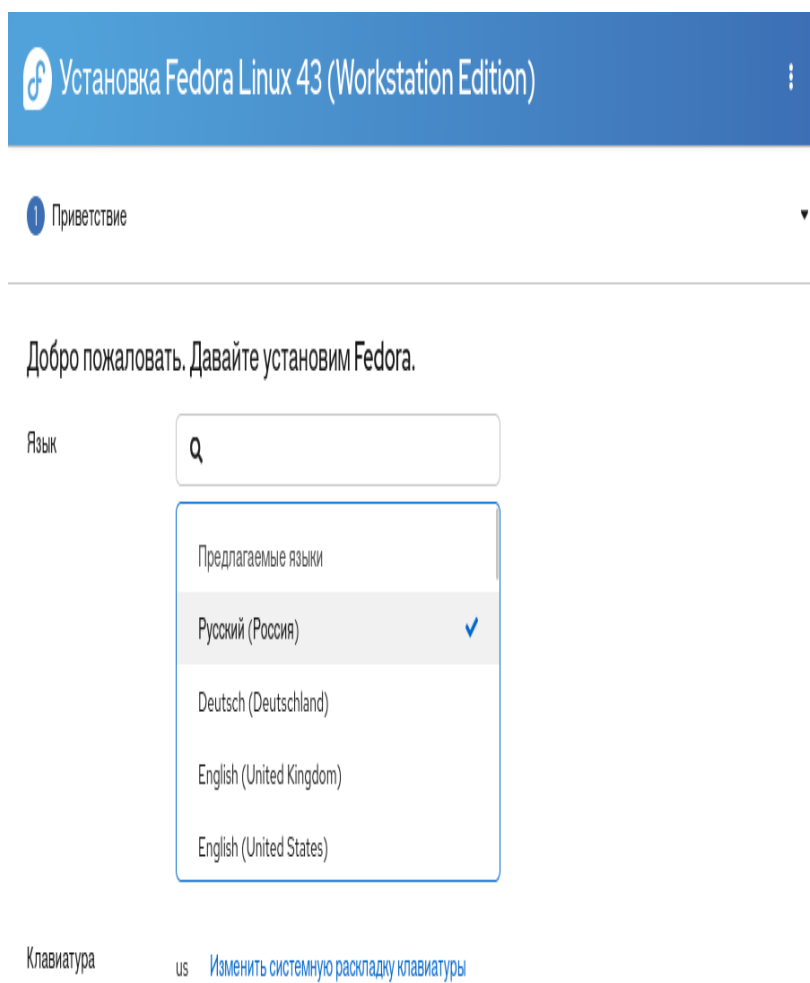 Установка Fedora Linux 43 (Workstation Edition)
1 Приветствие
Добро пожаловать. Давайте установим Fedora.
Язык
Предлагаемые языки
Русский (Россия)
Deutsch (Deutschland)
English (United Kingdom)
English (United States)
Клавиатура us Изменить системную раскладку клавиатуры